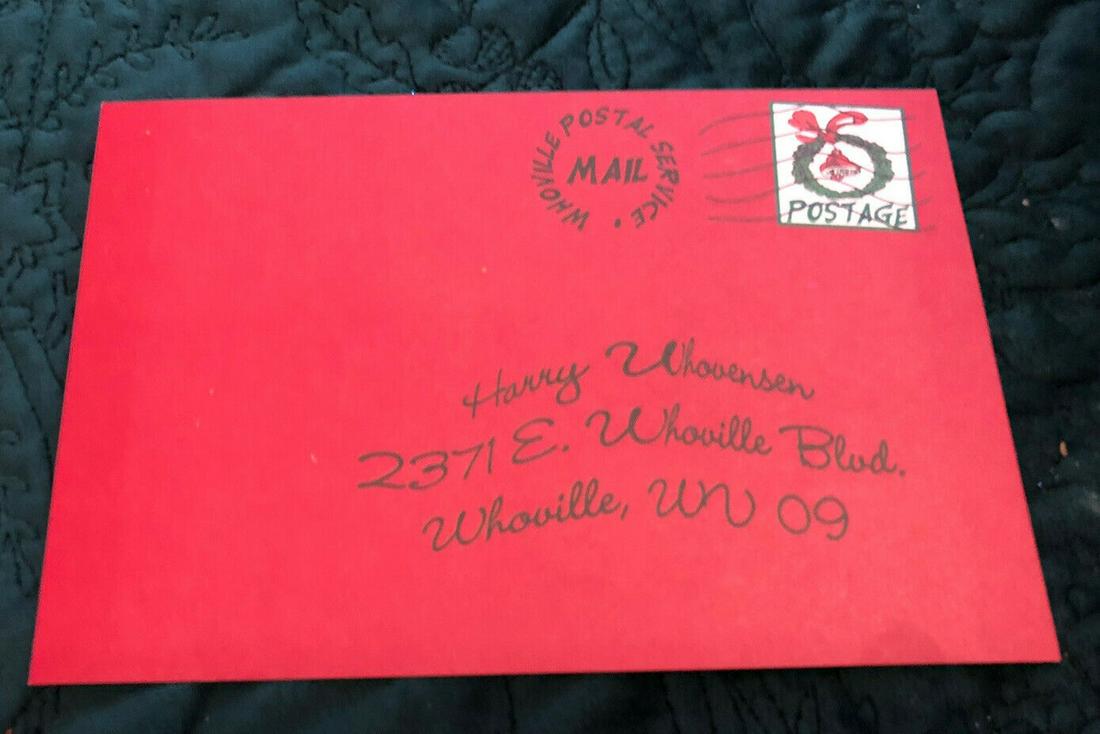 WHOVILLE POSTAL SERVICE •
MAIL
POSTAGE
Harry Whovensen
2371 E. Whoville Blvd.
Whoville, WV 09